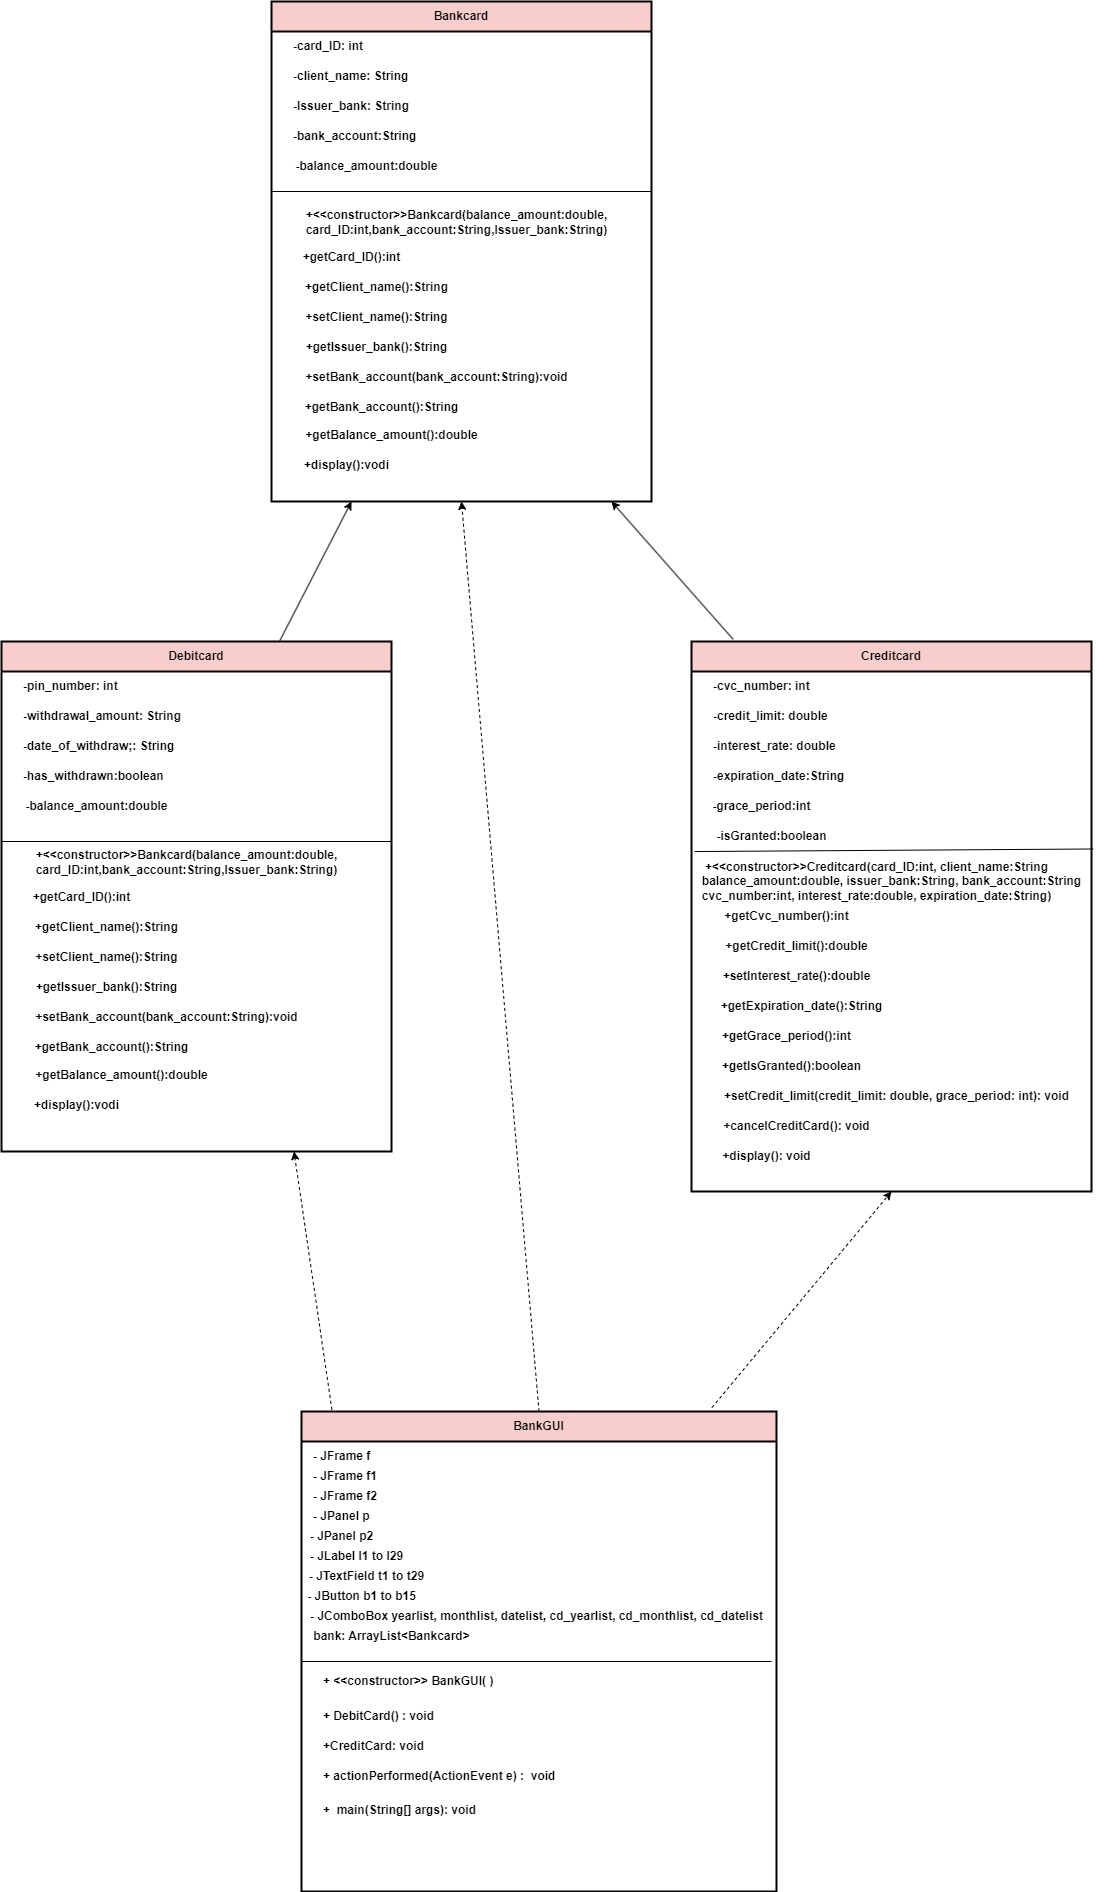 Bankcard
-card_ID: int
-client_name: String
-Issuer_bank: String
-bank_account:String
-balance_amount:double
+<<constructor>>Bankcard(balance_amount:double,
card_ID:int,bank_account:String,Issuer_bank:String)
+getCard_ID():int
+getClient_name():String
+setClient_name():String
+getIssuer_bank():String
+setBank_account(bank_account:String):void
+getBank_account():String
+getBalance_amount():double
+display():vodi
Debitcard
-pin_number: int
-withdrawal_amount: String
-date_of_withdraw;: String
-has_withdrawn:boolean
-balance_amount:double
+<<constructor>>Bankcard(balance_amount:double,
card_ID:int,bank_account:String,Issuer_bank:String)
+getCard_ID():int
+getClient_name():String
+setClient_name():String
+getIssuer_bank():String
+setBank_account(bank_account:String):void
+getBank_account():String
+getBalance_amount():double
+display():vodi
Creditcard
-cvc_number: int
-credit_limit: double
-interest_rate: double
-expiration_date:String
-grace_period:int
-isGranted:boolean
+<<constructor>>Creditcard(card_ID:int, client_name:String
balance_amount:double, issuer_bank:String, bank_account:String
cvc_number:int, interest_rate:double, expiration_date:String)
+getCvc_number():int
+getCredit_limit():double
+setInterest_rate():double
+getExpiration_date():String
+getGrace_period():int
+getIsGranted():boolean
+setCredit_limit(credit_limit: double, grace_period: int): void
+cancelCreditCard(): void
+display(): void
BankGUI
- JFrame f
- JFrame f1
- JFrame f2
- JPanel p
- JPanel p2
- JLabel l1 to l29
- JTextField t1 to t29
- JButton b1 to b15
- JComboBox yearlist, monthlist, datelist, cd_yearlist, cd_monthlist, cd_datelist
bank: ArrayList<Bankcard>
+ <<constructor>> BankGUI( )
+ DebitCard() : void
+CreditCard: void
+ actionPerformed(ActionEvent e) : void
+ main(String[] args): void